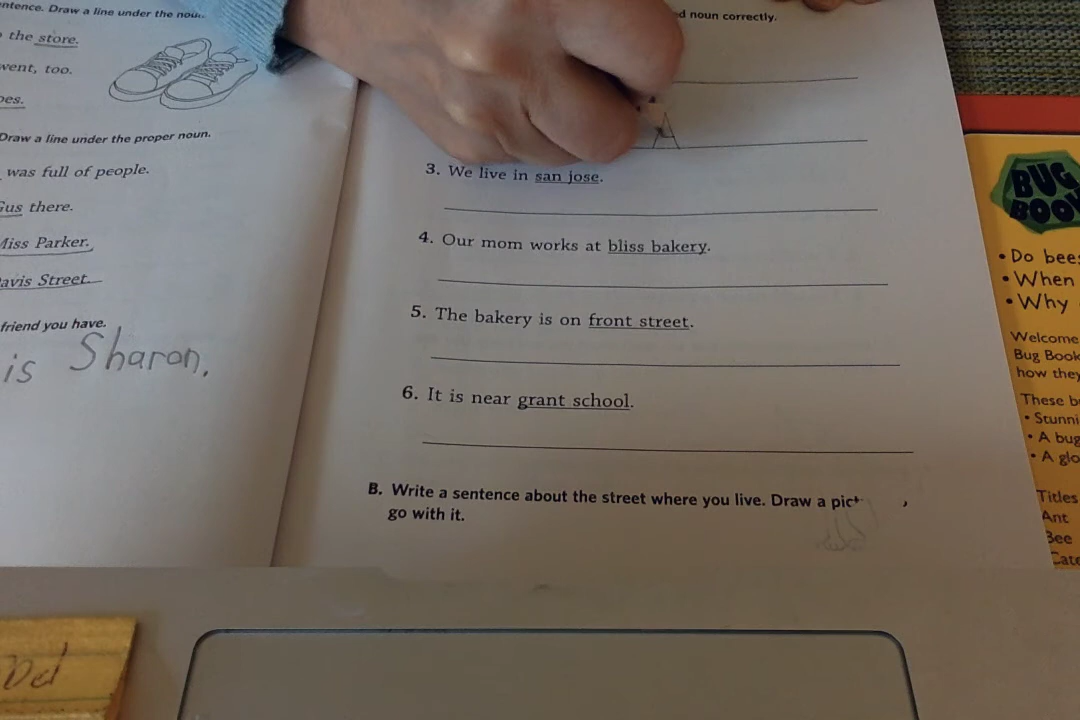 ntence. Draw a line under the nou
the store.
went, too.
oes.
Draw a line under the proper noun.
was full of people.
Gus there.
Miss Parker.
avis Street.
friend you have.
is Sharon,
d noun correctly.
A
3. We live in san jose.
4. Our mom works at bliss bakery.
5. The bakery is on front street.
6. It is near grant school.
B. Write a sentence about the street where you live. Draw a pict
go with it.
BUG
BOOK
• Do bees
• When
• Why
Welcome
Bug Book
how they
These b
• Stunni
• A bug
• A glo
Titles
Ant
Bee
Cate